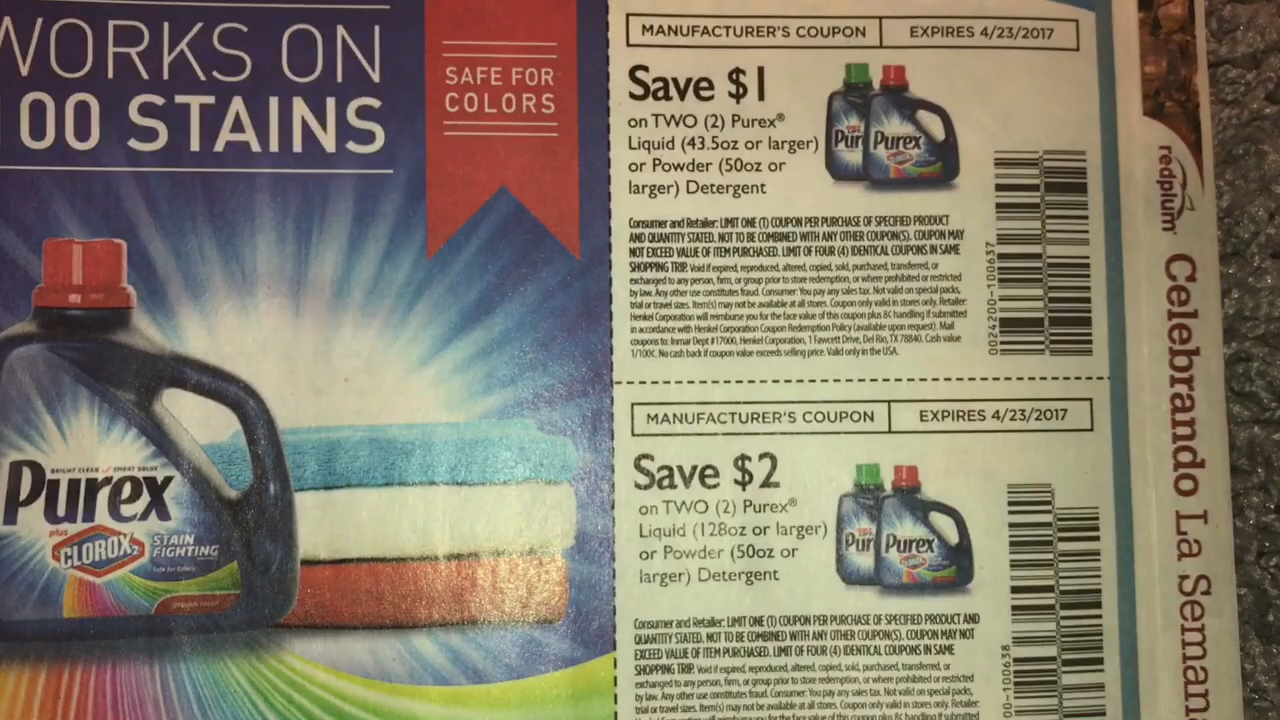 WORKS ON
00 STAINS
SAFE FOR
COLORS
BRIGHT CLEAN of SMART VALUE
Purex
plus
CLOROX2
STAIN
FIGHTING
Safe for Colors
MANUFACTURER'S COUPON
EXPIRES 4/23/2017
Save $1
on TWO (2) Purex®
Liquid (43.5oz or larger)
or Powder (50oz or
larger) Detergent
Pur
Purex
Consumer and Retailer: LIMIT ONE (1) COUPON PER PURCHASE OF SPECIFIED PRODUCT
AND QUANTITY STATED. NOT TO BE COMBINED WITH ANY OTHER COUPON(S). COUPON MAY
NOT EXCEED VALUE OF ITEM PURCHASED. LIMIT OF FOUR (4) IDENTICAL COUPONS IN SAME
SHOPPING TRIP. Void if expired, reproduced, altered, copied, sold, purchased, transferred, or
exchanged to any person, firm, or group prior to store redemption, or where prohibited or restricted
by law. Any other use constitutes fraud. Consumer: You pay any sales tax. Not valid on special packs,
trial or travel sizes. Item(s) may not be available at all stores. Coupon only valid in stores only. Retailer:
Henkel Corporation will reimburse you for the face value of this coupon plus 8¢ handling if submitted
in accordance with Henkel Corporation Coupon Redemption Policy (available upon request). Mail
coupons to: Inmar Dept #17000, Henkel Corporation, 1 Fawcett Drive, Del Rio, TX 78840. Cash value
1/100¢. No cash back if coupon value exceeds selling price. Valid only in the USA.
0024200-100637
MANUFACTURER'S COUPON
EXPIRES 4/23/2017
Save $2
on TWO (2) Purex®
Liquid (128oz or larger)
or Powder (50oz or
larger) Detergent
Pur
Purex
Consumer and Retailer: LIMIT ONE (1) COUPON PER PURCHASE OF SPECIFIED PRODUCT AND
QUANTITY STATED. NOT TO BE COMBINED WITH ANY OTHER COUPON(S). COUPON MAY NOT
EXCEED VALUE OF ITEM PURCHASED. LIMIT OF FOUR (4) IDENTICAL COUPONS IN SAME
SHOPPING TRIP. Void if expired, reproduced, altered, copied, sold, purchased, transferred, or
exchanged to any person, firm, or group prior to store redemption, or where prohibited or restricted
by law. Any other use constitutes fraud. Consumer: You pay any sales tax. Not valid on special packs,
trial or travel sizes. Item(s) may not be available at all stores. Coupon only valid in stores only. Retailer:
00-100638
redplum
Celebrando La Seman